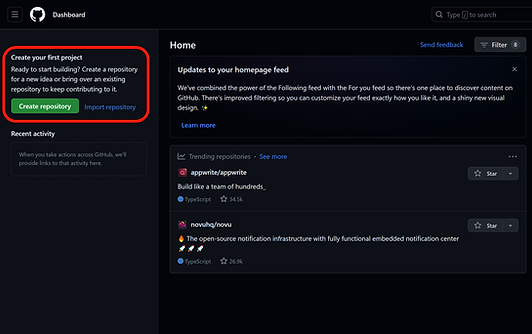 Dashboard
Type / to search
Create your first project
Ready to start building? Create a repository
for a new idea or bring over an existing
repository to keep contributing to it.
Create repository
Import repository
Recent activity
When you take actions across GitHub, we'll
provide links to that activity here.
Home
Send feedback
Filter 8
Updates to your homepage feed
We've combined the power of the Following feed with the For you feed so there's one place to discover content on
GitHub. There's improved filtering so you can customize your feed exactly how you like it, and a shiny new visual
design. ✨
Learn more
Trending repositories · See more
appwrite/appwrite
Star
Build like a team of hundreds_
TypeScript 34.5k
novuhq/novu
Star
🔥 The open-source notification infrastructure with fully functional embedded notification center
🚀 🚀 🚀
TypeScript 26.9k